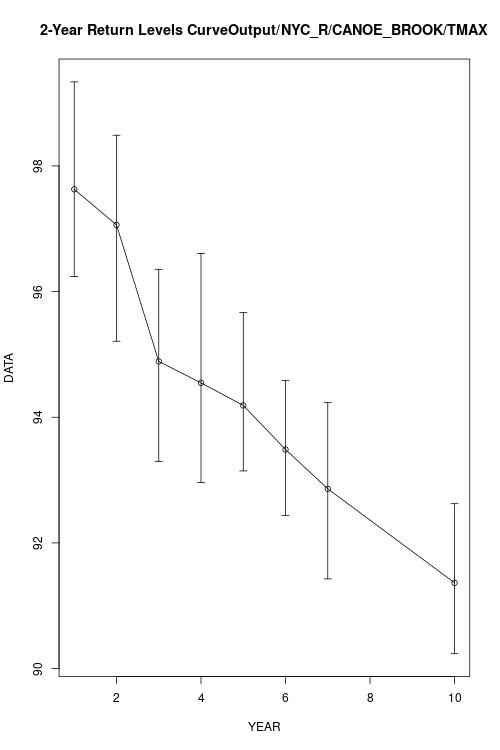 2-Year Return Levels CurveOutput/NYC_R/CANOE_BROOK/TMAX
98
96
94
92
90
DATA
2 4 6 8 10
YEAR